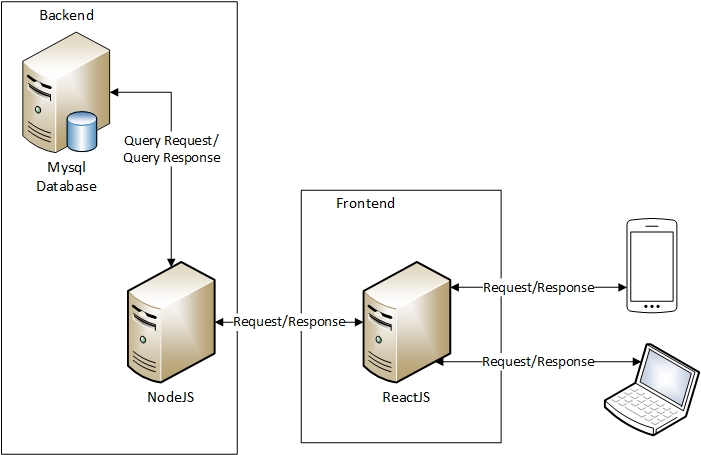 Backend
Query Request/
Query Response
Mysql
Database
Frontend
Request/Response
Request/Response
Request/Response
NodeJS
ReactJS